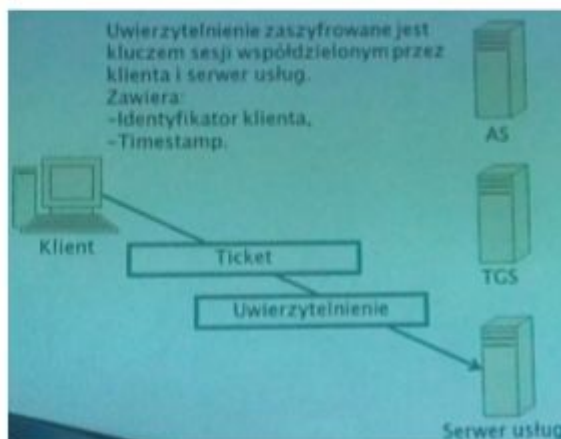 Uwierzytelnienie zaszyfrowane jest
kluczem sesji współdzielonym przez
klienta i serwer usług.
Zawiera:
-Identyfikator klienta,
-Timestamp.
AS
Klient
Ticket
TGS
Uwierzytelnienie
Serwer usług